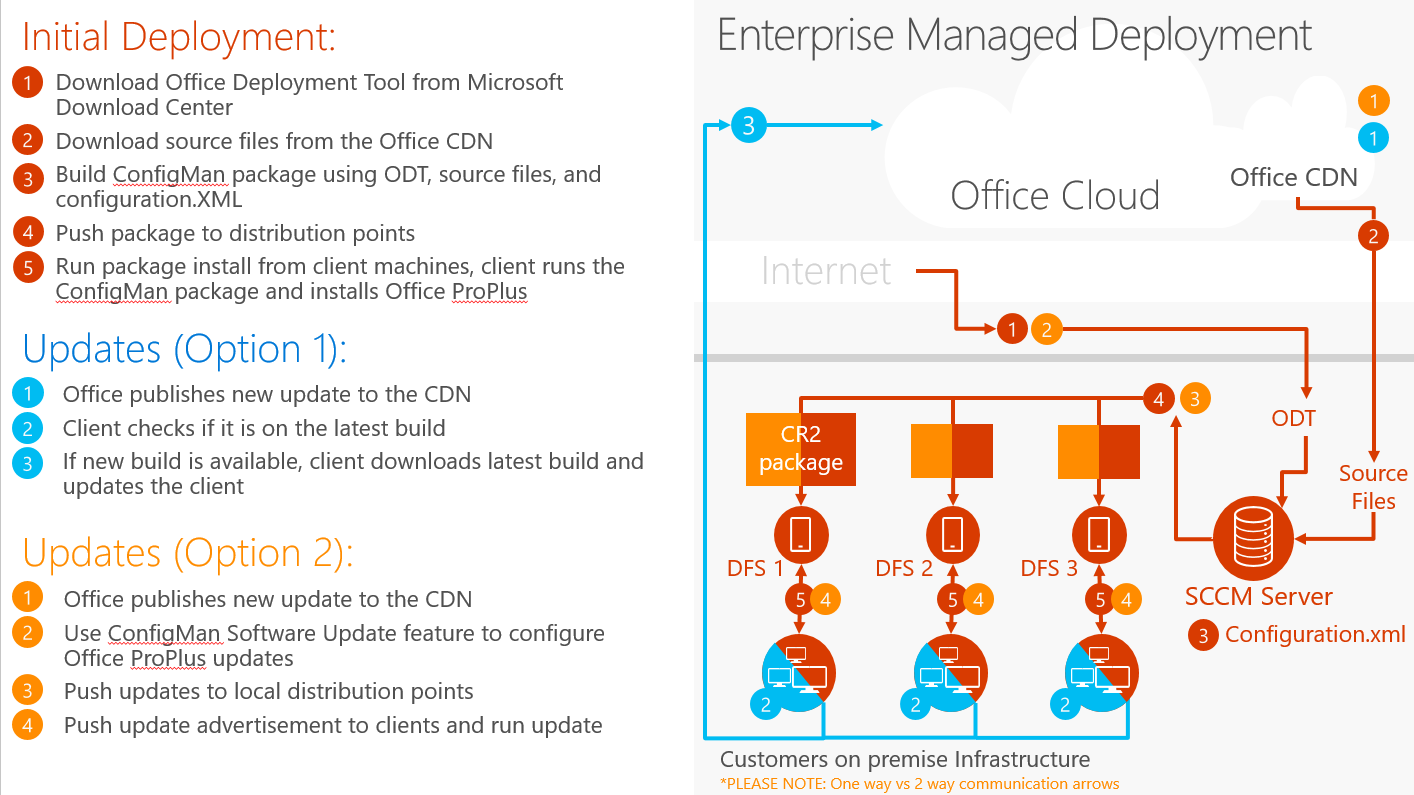 Initial Deployment:
1 Download Office Deployment Tool from Microsoft
Download Center
2 Download source files from the Office CDN
3 Build ConfigMan package using ODT, source files, and
configuration.XML
4 Push package to distribution points
5 Run package install from client machines, client runs the
ConfigMan package and installs Office ProPlus
Updates (Option 1):
1 Office publishes new update to the CDN
2 Client checks if it is on the latest build
3 If new build is available, client downloads latest build and
updates the client
Updates (Option 2):
1 Office publishes new update to the CDN
2 Use ConfigMan Software Update feature to configure
Office ProPlus updates
3 Push updates to local distribution points
4 Push update advertisement to clients and run update
Enterprise Managed Deployment
1
3
1
Office CDN
Office Cloud
2
Internet
1 2
4 3
ODT
CR2
package
Source
Files
DFS 1 DFS 2 DFS 3
5 4 5 4 5 4
SCCM Server
3 Configuration.xml
2 2 2
Customers on premise Infrastructure
*PLEASE NOTE: One way vs 2 way communication arrows